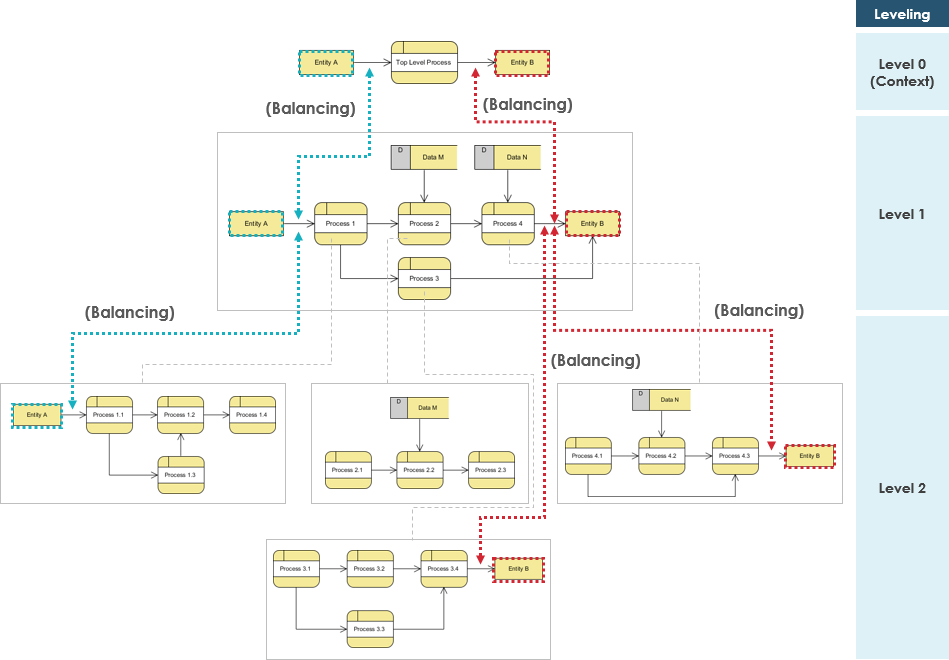 Leveling
Entity A
Top Level Process
Entity B
Level 0
(Context)
(Balancing)
(Balancing)
D
Data M
D
Data N
Entity A
Process 1
Process 2
Process 4
Entity B
Level 1
Process 3
(Balancing)
(Balancing)
(Balancing)
Entity A
Process 1.1
Process 1.2
Process 1.4
Process 1.3
D
Data M
Process 2.1
Process 2.2
Process 2.3
D
Data N
Process 4.1
Process 4.2
Process 4.3
Entity B
Level 2
Process 3.1
Process 3.2
Process 3.4
Entity B
Process 3.3